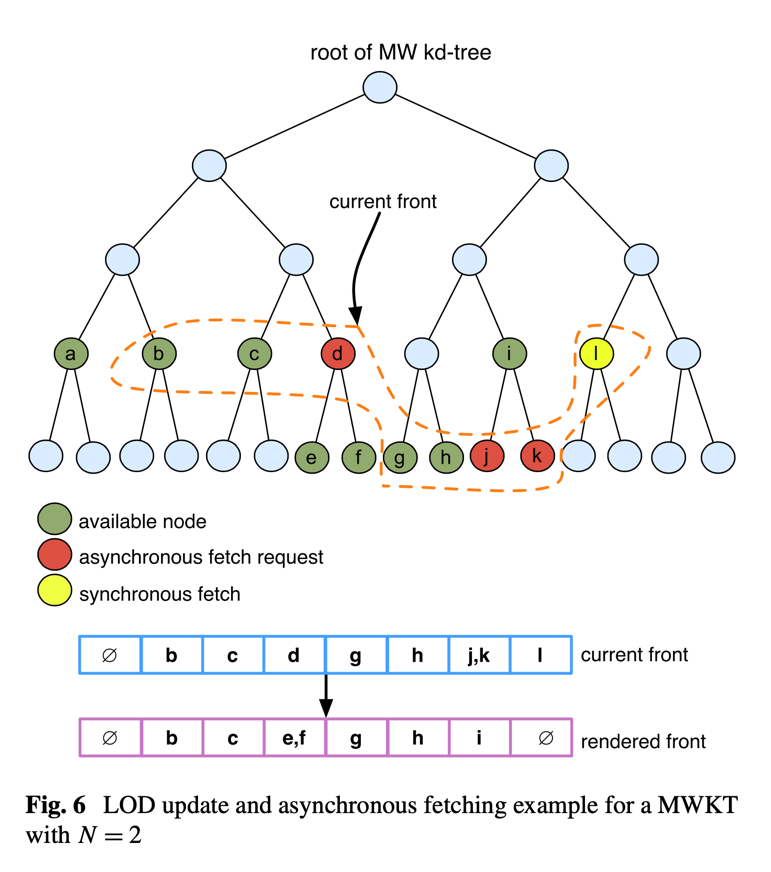 root of MW kd-tree
current front
a b c d i l
e f g h j k
available node
asynchronous fetch request
synchronous fetch
∅ b c d g h j,k l current front
∅ b c e,f g h i ∅ rendered front
Fig. 6 LOD update and asynchronous fetching example for a MWKT
with N = 2